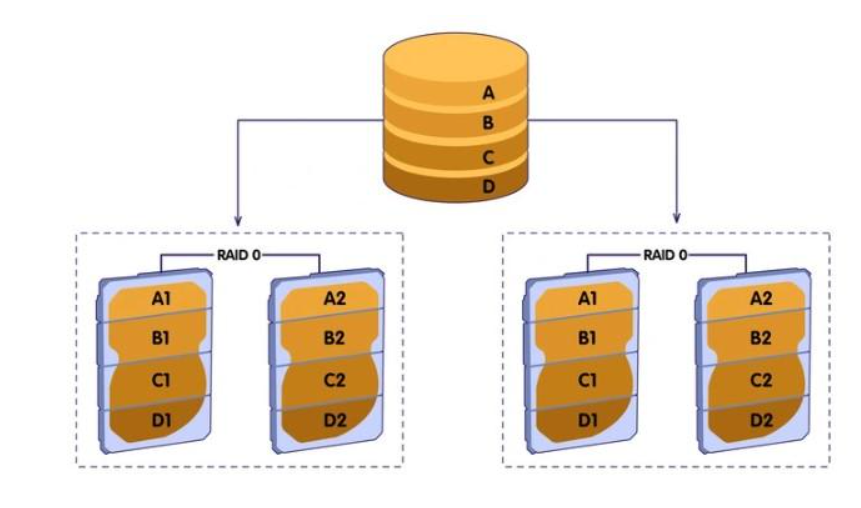 A
B
C
D
RAID 0
RAID 0
A1 A2 A1 A2
B1 B2 B1 B2
C1 C2 C1 C2
D1 D2 D1 D2